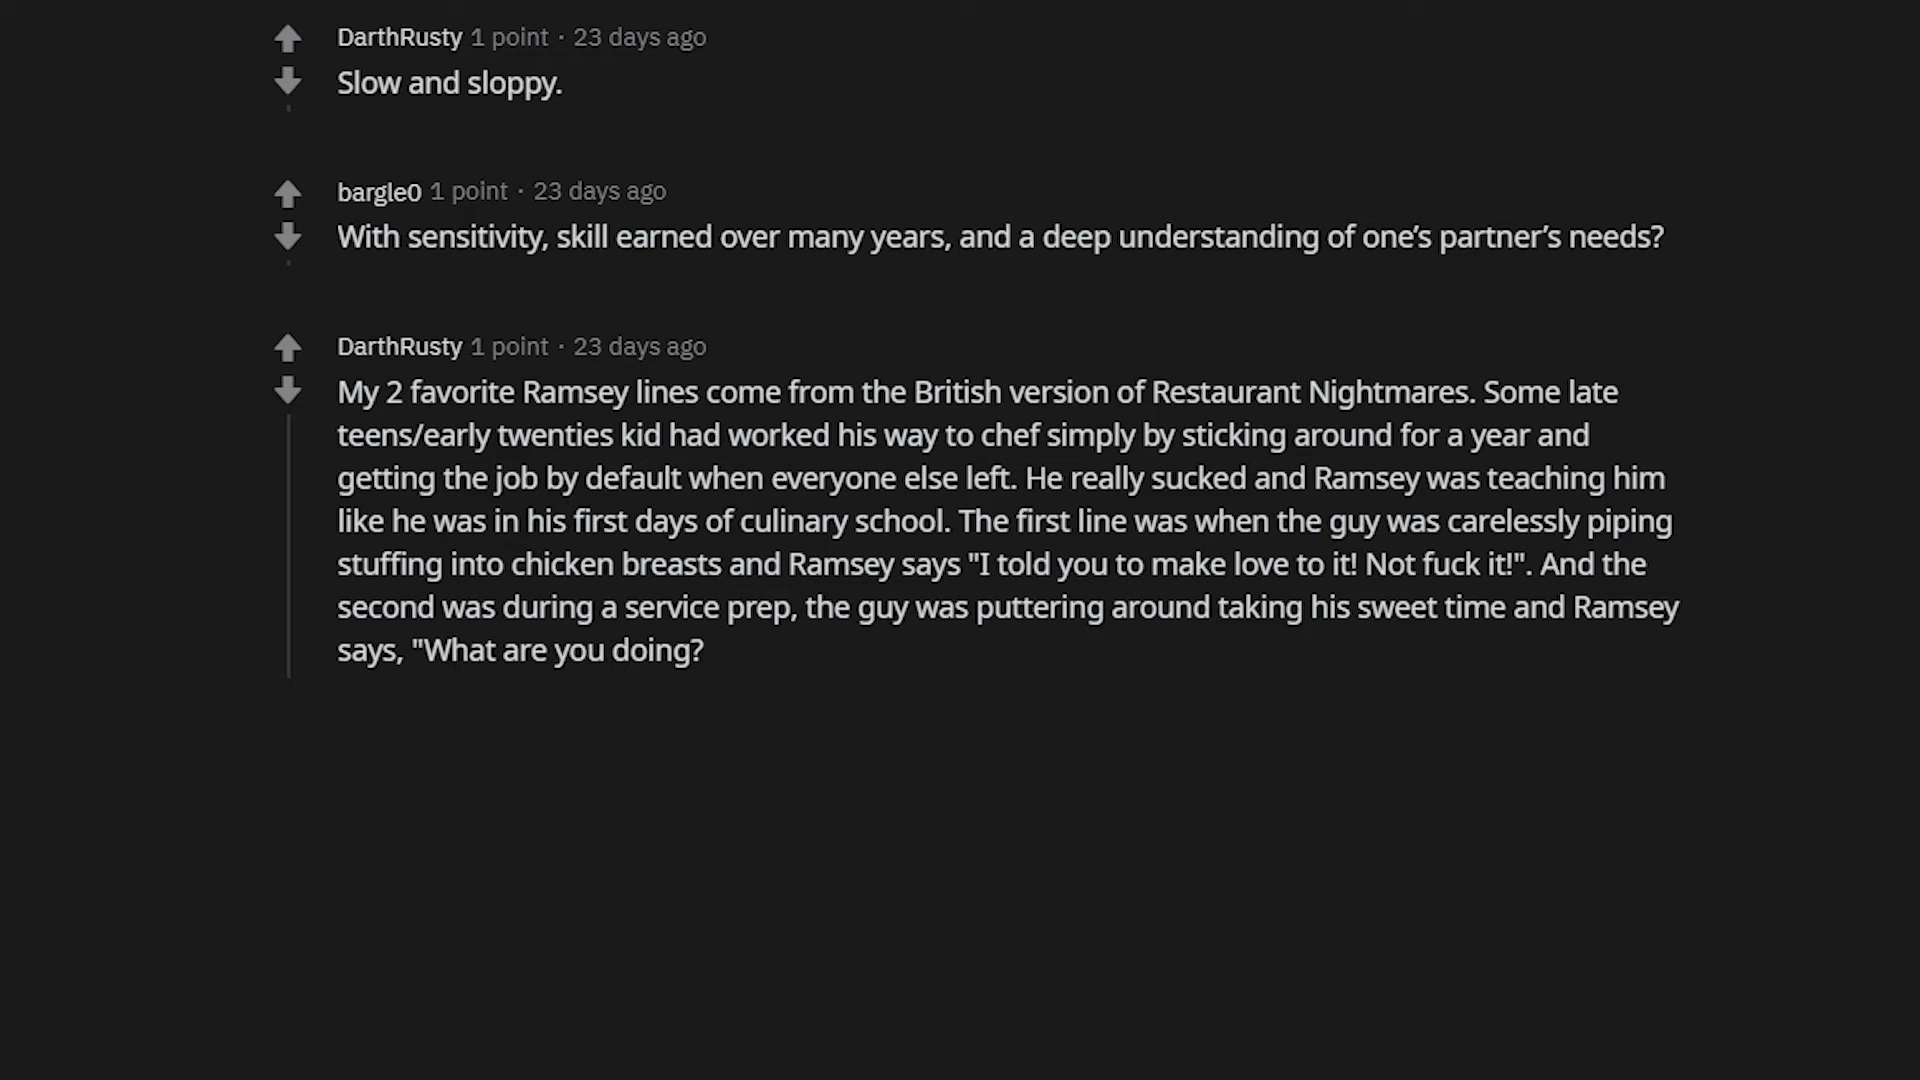 DarthRusty 1 point · 23 days ago
Slow and sloppy.
bargle0 1 point · 23 days ago
With sensitivity, skill earned over many years, and a deep understanding of one’s partner’s needs?
DarthRusty 1 point · 23 days ago
My 2 favorite Ramsey lines come from the British version of Restaurant Nightmares. Some late
teens/early twenties kid had worked his way to chef simply by sticking around for a year and
getting the job by default when everyone else left. He really sucked and Ramsey was teaching him
like he was in his first days of culinary school. The first line was when the guy was carelessly piping
stuffing into chicken breasts and Ramsey says "I told you to make love to it! Not fuck it!". And the
second was during a service prep, the guy was puttering around taking his sweet time and Ramsey
says, "What are you doing?